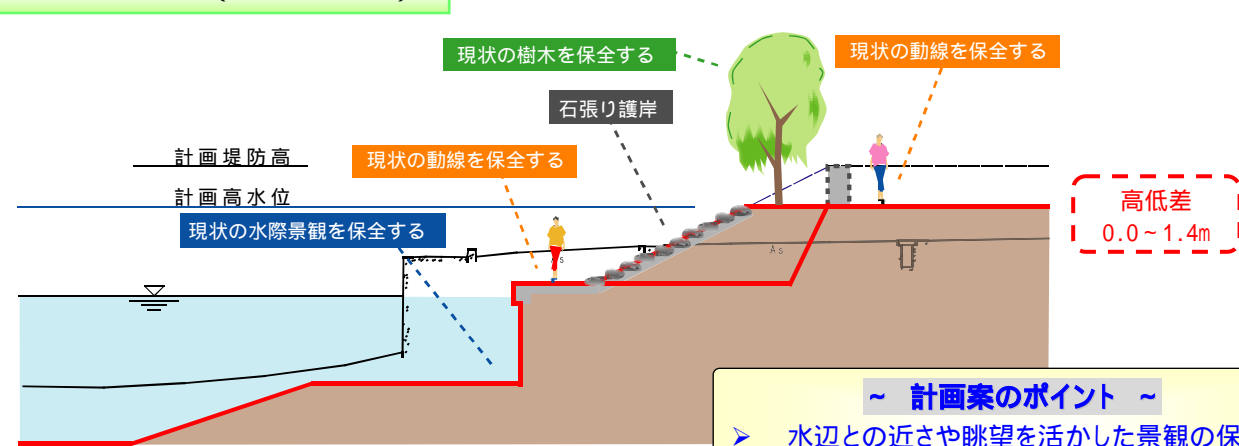 現状の樹木を保全する
現状の動線を保全する
石張り護岸
計画堤防高
現状の動線を保全する
計画高水位
現状の水際景観を保全する
高低差
0.0~1.4m
As
As
~ 計画案のポイント ~
➢ 水辺との近さや眺望を活かした景観の保